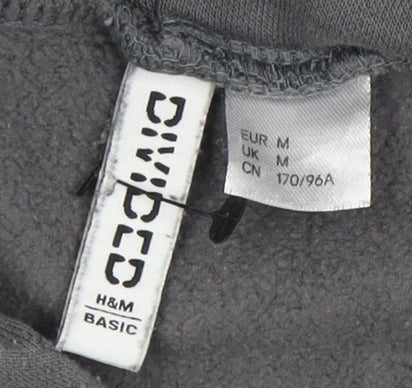 DIVIDED
H&M
BASIC
EUR M
UK M
CN 170/96A